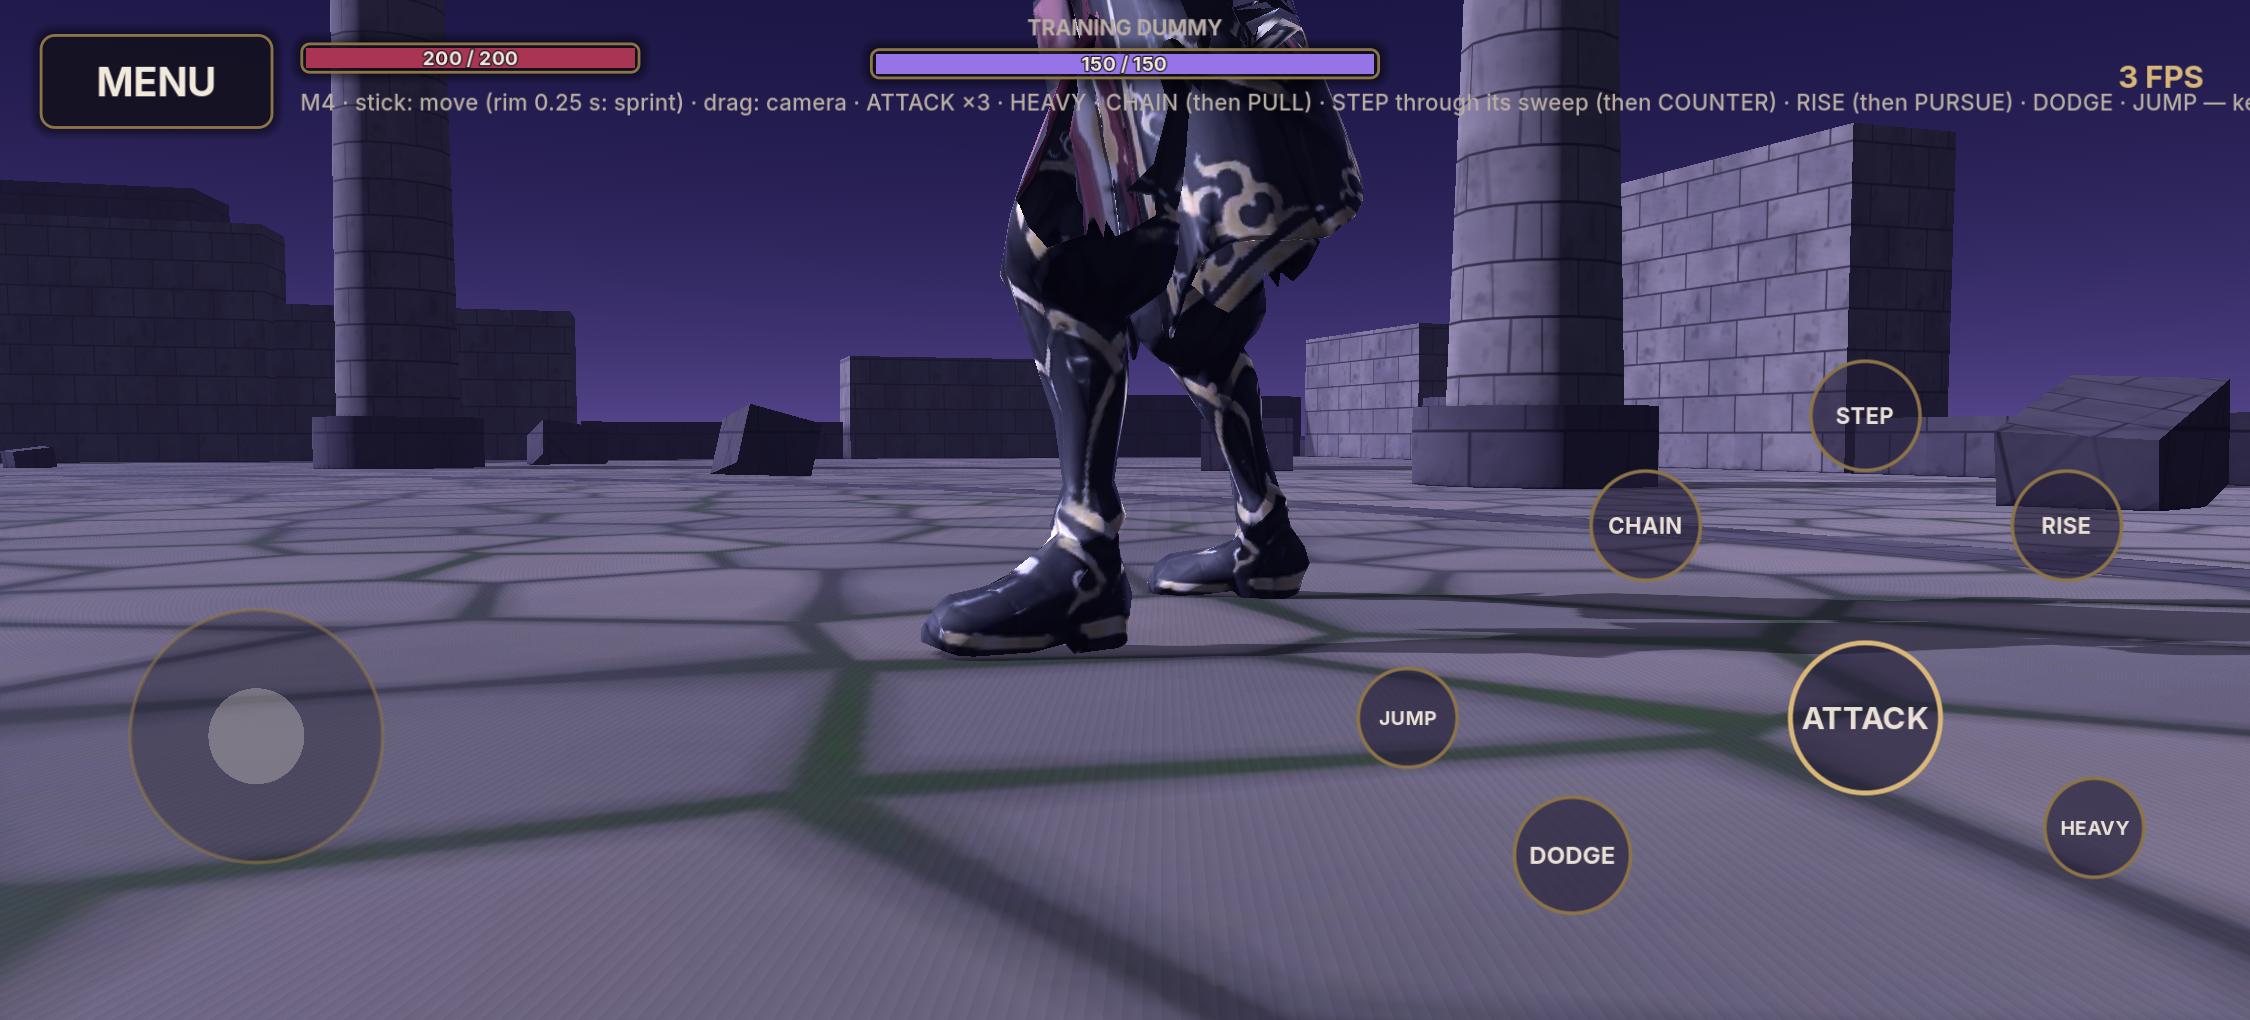 TRAINING DUMMY
MENU
200 / 200
150 / 150
3 FPS
M4 · stick: move (rim 0.25 s: sprint) · drag: camera · ATTACK ×3 · HEAVY · CHAIN (then PULL) · STEP through its sweep (then COUNTER) · RISE (then PURSUE) · DODGE · JUMP — ke
STEP
CHAIN
RISE
JUMP
ATTACK
HEAVY
DODGE